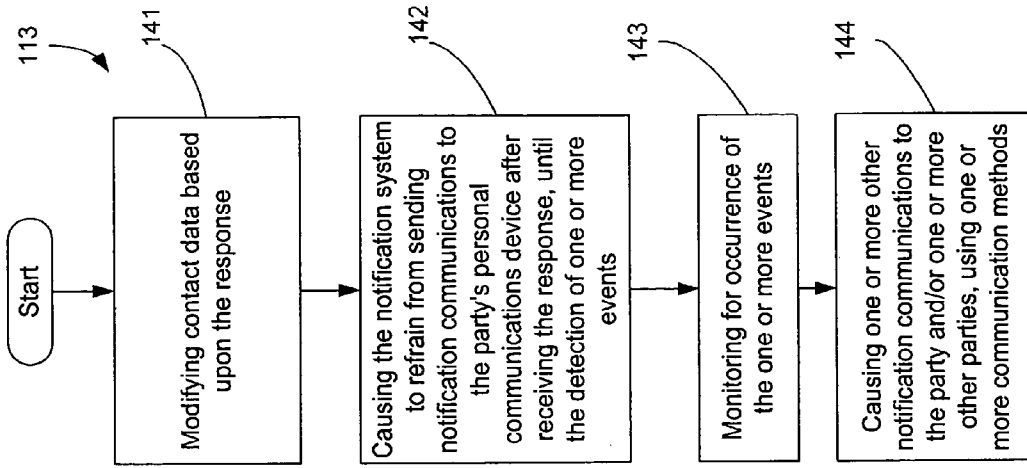 113
Start
141
Modifying contact data based
upon the response
142
Causing the notification system
to refrain from sending
notification communications to
the party's personal
communications device after
receiving the response, until
the detection of one or more
events
143
Monitoring for occurrence of
the one or more events
144
Causing one or more other
notification communications to
the party and/or one or more
other parties, using one or
more communication methods